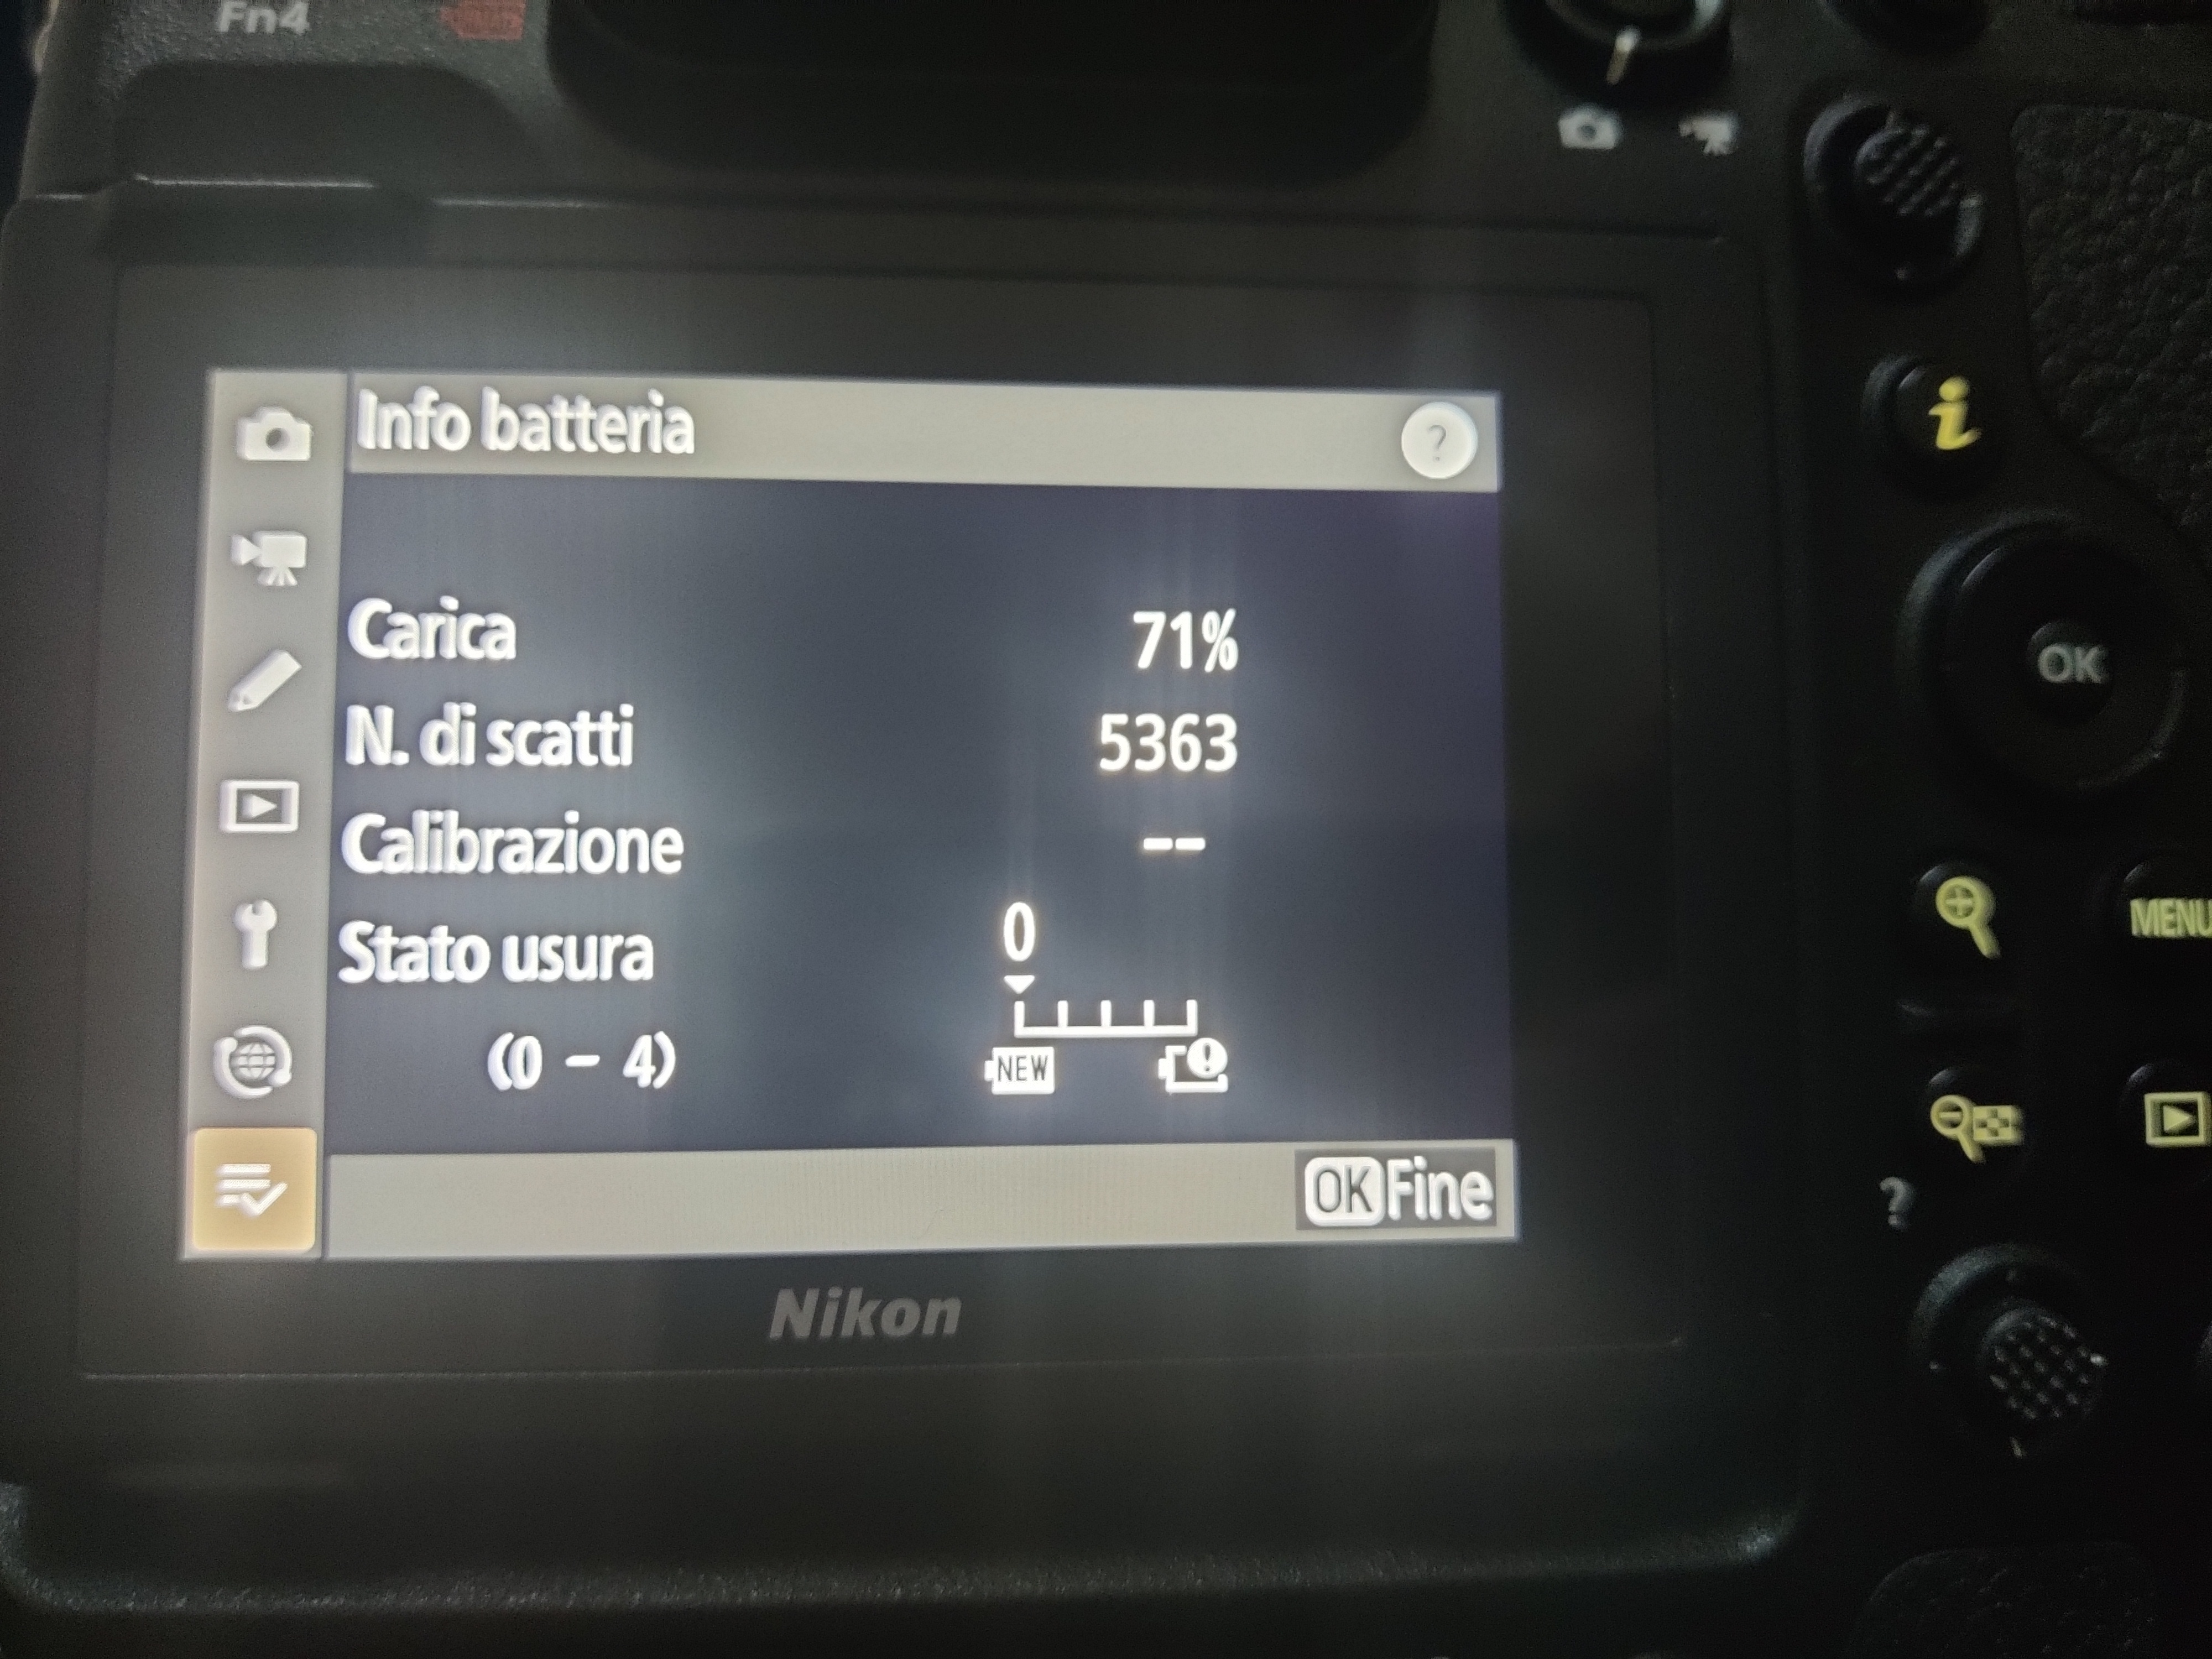 Fn4
Info batteria
?
i
Carica 71%
OK
N. di scatti 5363
Calibrazione --
MENU
Stato usura 0
(0 - 4)
NEW
!
OK Fine
?
Nikon